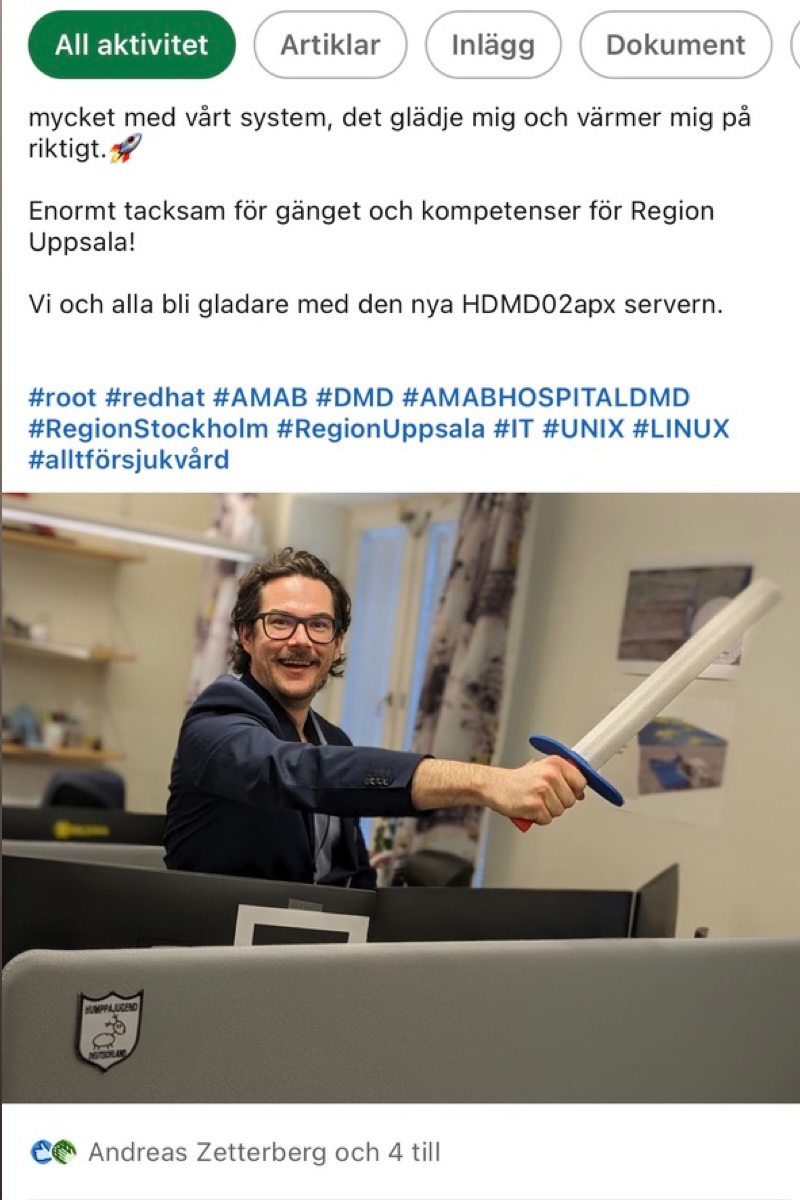 All aktivitet
Artiklar
Inlägg
Dokument
mycket med vårt system, det glädje mig och värmer mig på
riktigt.🚀
Enormt tacksam för gänget och kompetenser för Region
Uppsala!
Vi och alla bli gladare med den nya HDMD02apx servern.
#root #redhat #AMAB #DMD #AMABHOSPITALDMD
#RegionStockholm #RegionUppsala #IT #UNIX #LINUX
#alltförsjukvård
HUMPPAJUGEND
DEUTSCHLAND
Andreas Zetterberg och 4 till